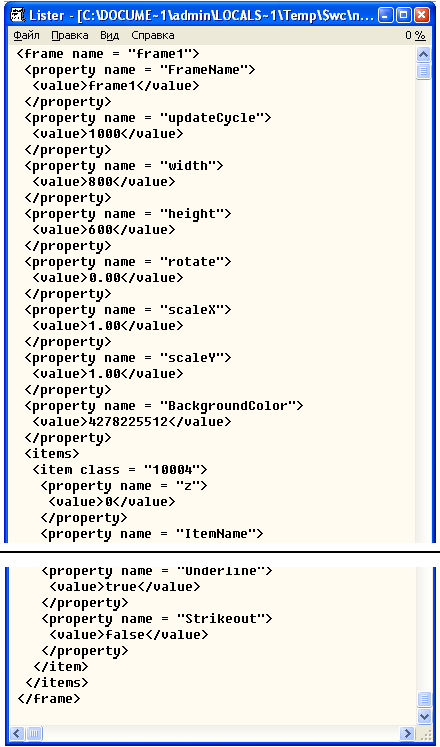 Lister - [C:\DOCUME~1\admin\LOCALS~1\Temp\Swc\n...
Файл Правка Вид Справка 0 %
<frame name = "frame1">
<property name = "FrameName">
<value>frame1</value>
</property>
<property name = "updateCycle">
<value>1000</value>
</property>
<property name = "width">
<value>800</value>
</property>
<property name = "height">
<value>600</value>
</property>
<property name = "rotate">
<value>0.00</value>
</property>
<property name = "scaleX">
<value>1.00</value>
</property>
<property name = "scaleY">
<value>1.00</value>
</property>
<property name = "BackgroundColor">
<value>4278225512</value>
</property>
<items>
<item class = "10004">
<property name = "z">
<value>0</value>
</property>
<property name = "ItemName">
<property name = "Underline">
<value>true</value>
</property>
<property name = "Strikeout">
<value>false</value>
</property>
</item>
</items>
</frame>